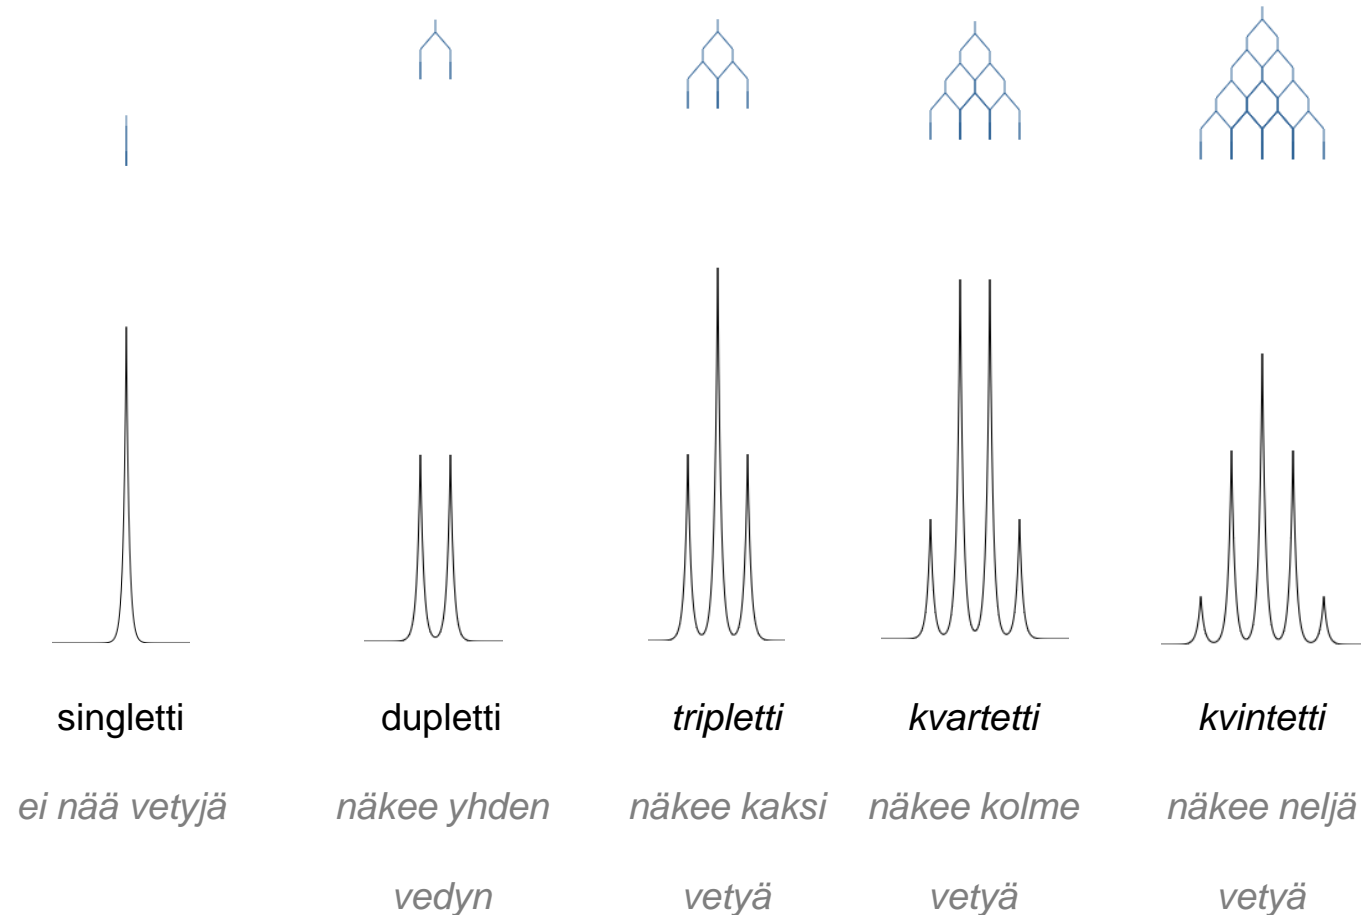 singletti dupletti tripletti kvartetti kvintetti
ei nää vetyjä näkee yhden näkee kaksi näkee kolme näkee neljä
vedyn vetyä vetyä vetyä